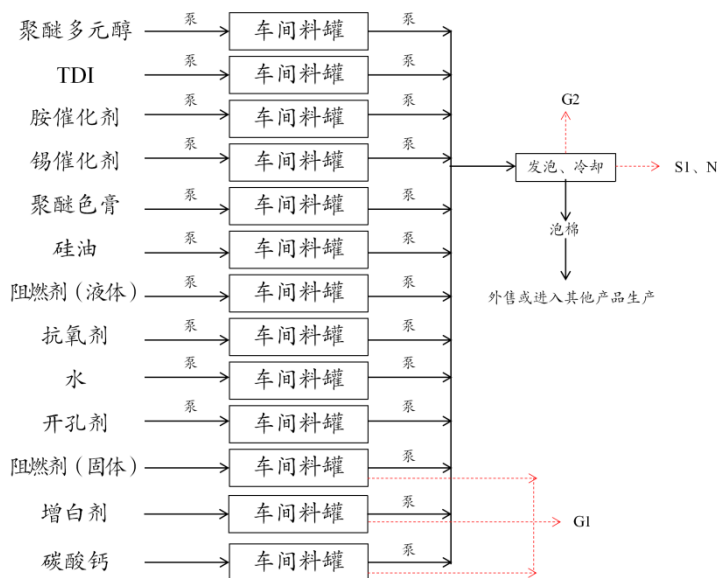 聚醚多元醇 泵 车间料罐 泵
TDI 泵 车间料罐 泵
胺催化剂 泵 车间料罐 泵
锡催化剂 泵 车间料罐 泵
聚醚色膏 泵 车间料罐 泵
硅油 泵 车间料罐 泵
阻燃剂（液体） 泵 车间料罐 泵
抗氧剂 泵 车间料罐 泵
水 泵 车间料罐 泵
开孔剂 泵 车间料罐 泵
阻燃剂（固体） 车间料罐 泵
增白剂 车间料罐 泵
碳酸钙 车间料罐 泵
G1
G2
发泡、冷却
S1、N
泡棉
外售或进入其他产品生产